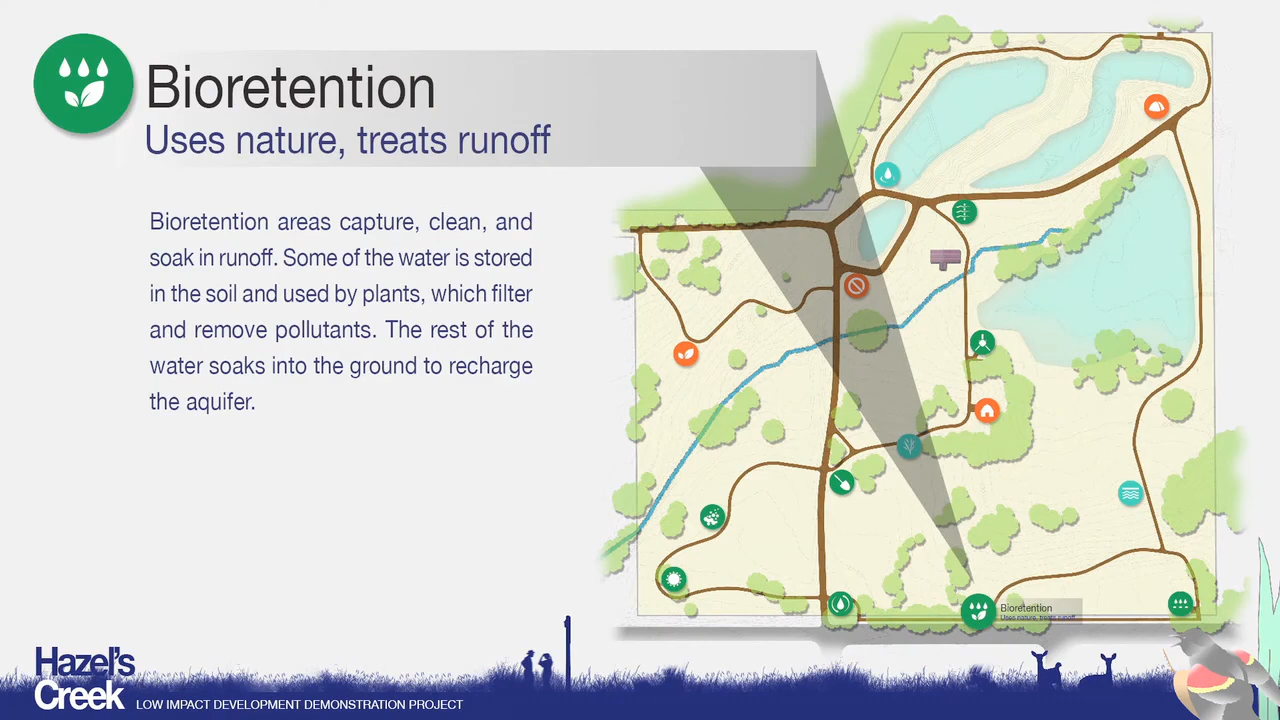 Bioretention
Uses nature, treats runoff
Bioretention areas capture, clean, and
soak in runoff. Some of the water is stored
in the soil and used by plants, which filter
and remove pollutants. The rest of the
water soaks into the ground to recharge
the aquifer.
Bioretention
Uses nature, treats runoff
Hazel's
Creek
LOW IMPACT DEVELOPMENT DEMONSTRATION PROJECT